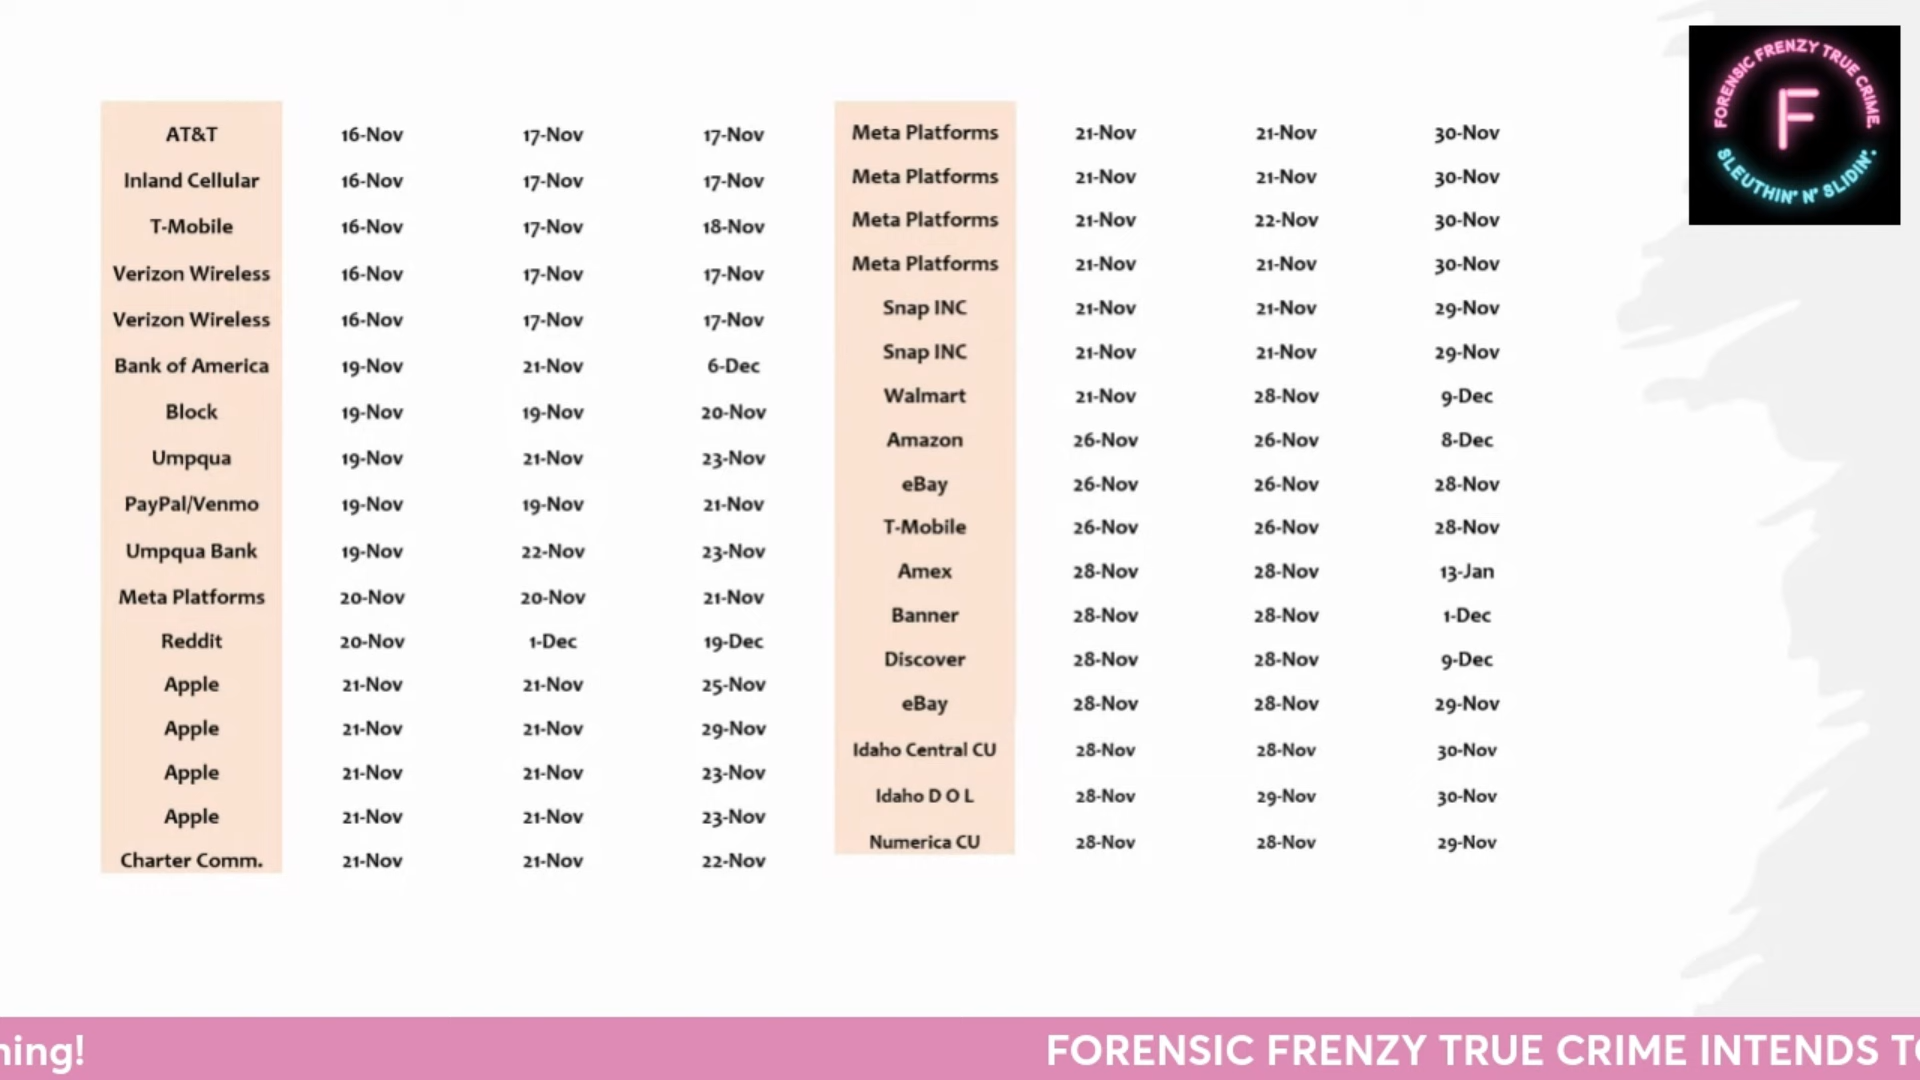 AT&T 16-Nov 17-Nov 17-Nov
Inland Cellular 16-Nov 17-Nov 17-Nov
T-Mobile 16-Nov 17-Nov 18-Nov
Verizon Wireless 16-Nov 17-Nov 17-Nov
Verizon Wireless 16-Nov 17-Nov 17-Nov
Bank of America 19-Nov 21-Nov 6-Dec
Block 19-Nov 19-Nov 20-Nov
Umpqua 19-Nov 21-Nov 23-Nov
PayPal/Venmo 19-Nov 19-Nov 21-Nov
Umpqua Bank 19-Nov 22-Nov 23-Nov
Meta Platforms 20-Nov 20-Nov 21-Nov
Reddit 20-Nov 1-Dec 19-Dec
Apple 21-Nov 21-Nov 25-Nov
Apple 21-Nov 21-Nov 29-Nov
Apple 21-Nov 21-Nov 23-Nov
Apple 21-Nov 21-Nov 23-Nov
Charter Comm. 21-Nov 21-Nov 22-Nov
Meta Platforms 21-Nov 21-Nov 30-Nov
Meta Platforms 21-Nov 21-Nov 30-Nov
Meta Platforms 21-Nov 22-Nov 30-Nov
Meta Platforms 21-Nov 21-Nov 30-Nov
Snap INC 21-Nov 21-Nov 29-Nov
Snap INC 21-Nov 21-Nov 29-Nov
Walmart 21-Nov 28-Nov 9-Dec
Amazon 26-Nov 26-Nov 8-Dec
eBay 26-Nov 26-Nov 28-Nov
T-Mobile 26-Nov 26-Nov 28-Nov
Amex 28-Nov 28-Nov 13-Jan
Banner 28-Nov 28-Nov 1-Dec
Discover 28-Nov 28-Nov 9-Dec
eBay 28-Nov 28-Nov 29-Nov
Idaho Central CU 28-Nov 28-Nov 30-Nov
Idaho D O L 28-Nov 29-Nov 30-Nov
Numerica CU 28-Nov 28-Nov 29-Nov
FORENSIC FRENZY TRUE CRIME.
F
SLEUTHIN' N' SLIDIN'.
ning! FORENSIC FRENZY TRUE CRIME INTENDS TO